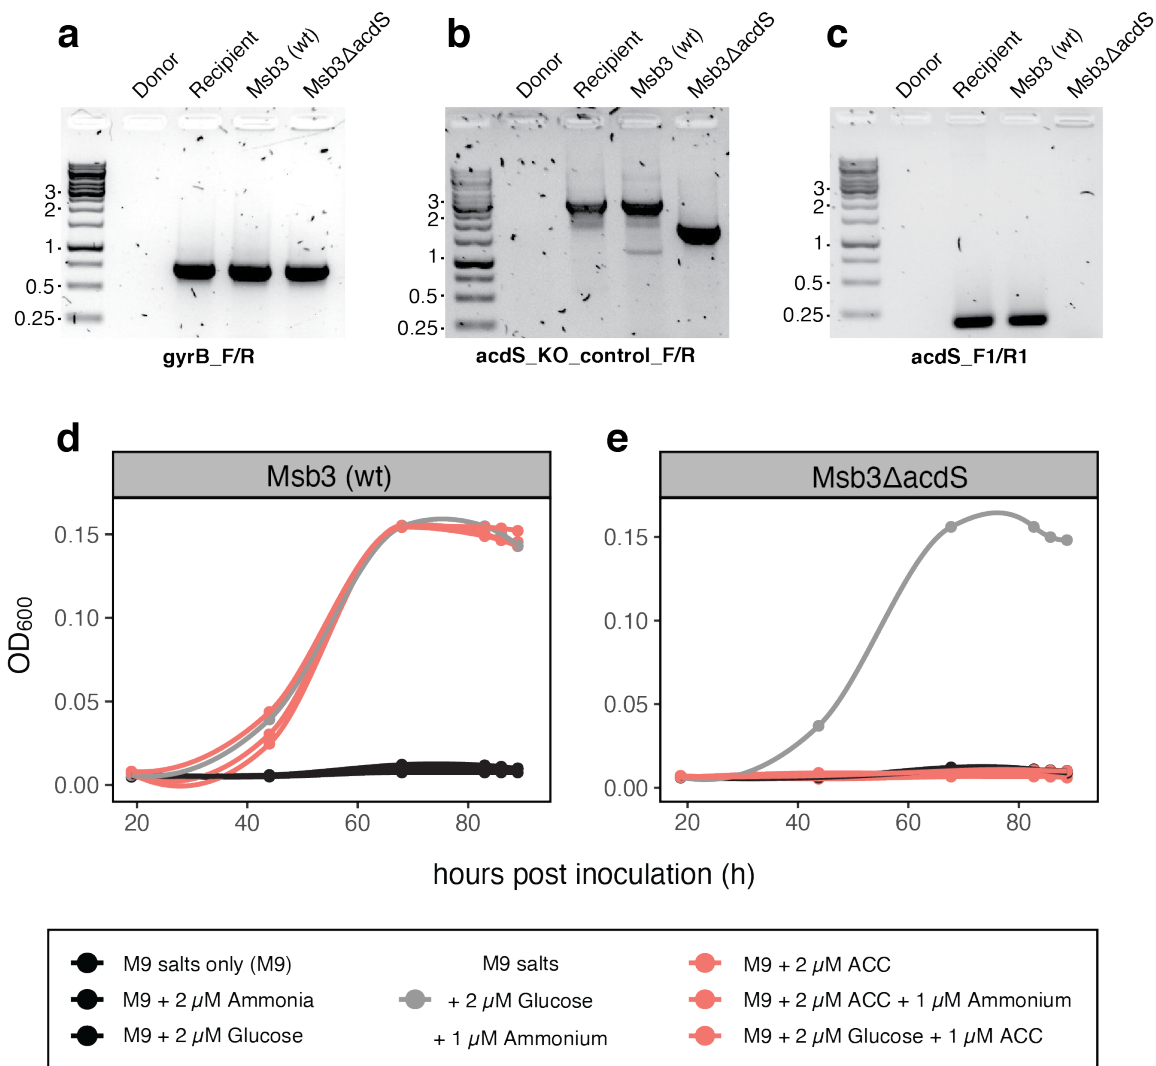 a
Donor
Recipient
Msb3 (wt)
Msb3ΔacdS
3
2
1
0.5
0.25
gyrB_F/R
b
Donor
Recipient
Msb3 (wt)
Msb3ΔacdS
3
2
1
0.5
0.25
acdS_KO_control_F/R
c
Donor
Recipient
Msb3 (wt)
Msb3ΔacdS
3
2
1
0.5
0.25
acdS_F1/R1
d
Msb3 (wt)
OD600
0.15
0.10
0.05
0.00
20 40 60 80
e
Msb3ΔacdS
0.15
0.10
0.05
0.00
20 40 60 80
hours post inoculation (h)
M9 salts only (M9)
M9 + 2 µM Ammonia
M9 + 2 µM Glucose
M9 salts
+ 2 µM Glucose
+ 1 µM Ammonium
M9 + 2 µM ACC
M9 + 2 µM ACC + 1 µM Ammonium
M9 + 2 µM Glucose + 1 µM ACC